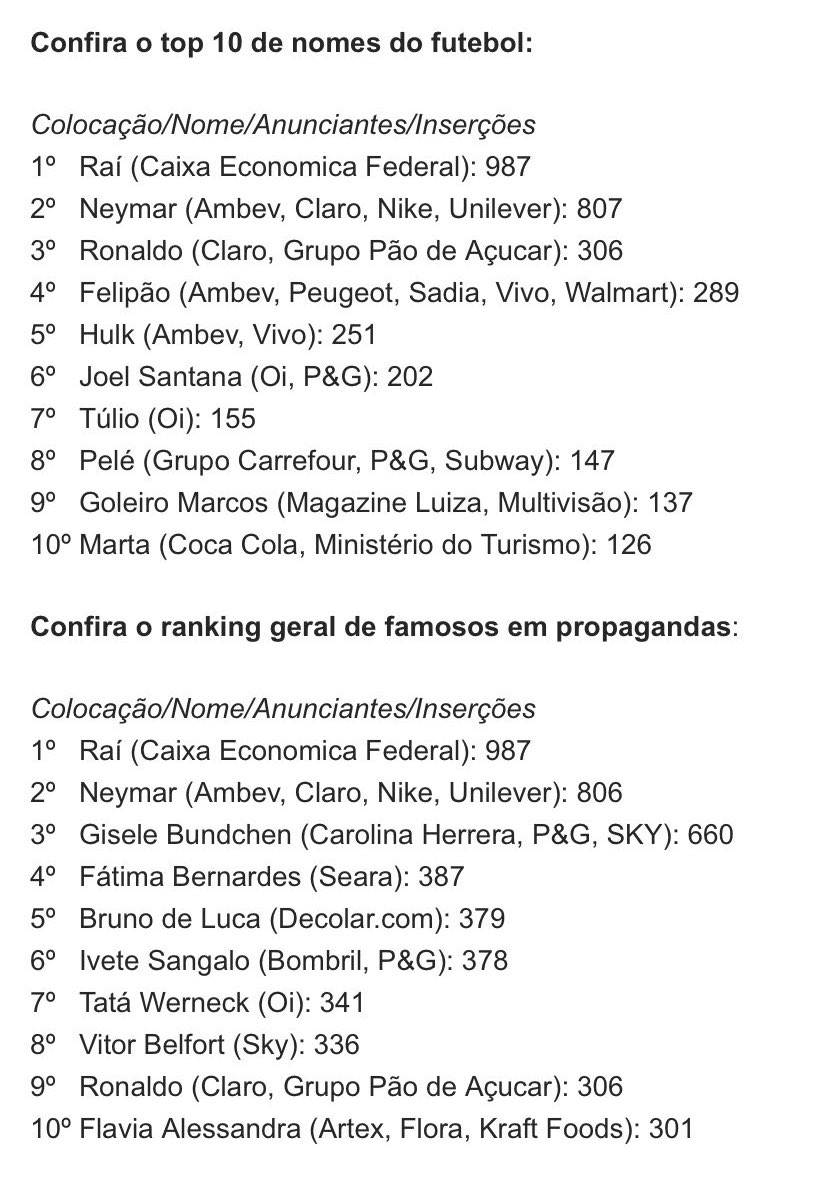 Confira o top 10 de nomes do futebol:
Colocação/Nome/Anunciantes/Inserções
1º Raí (Caixa Economica Federal): 987
2º Neymar (Ambev, Claro, Nike, Unilever): 807
3º Ronaldo (Claro, Grupo Pão de Açucar): 306
4º Felipão (Ambev, Peugeot, Sadia, Vivo, Walmart): 289
5º Hulk (Ambev, Vivo): 251
6º Joel Santana (Oi, P&G): 202
7º Túlio (Oi): 155
8º Pelé (Grupo Carrefour, P&G, Subway): 147
9º Goleiro Marcos (Magazine Luiza, Multivisão): 137
10º Marta (Coca Cola, Ministério do Turismo): 126
Confira o ranking geral de famosos em propagandas:
Colocação/Nome/Anunciantes/Inserções
1º Raí (Caixa Economica Federal): 987
2º Neymar (Ambev, Claro, Nike, Unilever): 806
3º Gisele Bundchen (Carolina Herrera, P&G, SKY): 660
4º Fátima Bernardes (Seara): 387
5º Bruno de Luca (Decolar.com): 379
6º Ivete Sangalo (Bombril, P&G): 378
7º Tatá Werneck (Oi): 341
8º Vitor Belfort (Sky): 336
9º Ronaldo (Claro, Grupo Pão de Açucar): 306
10º Flavia Alessandra (Artex, Flora, Kraft Foods): 301